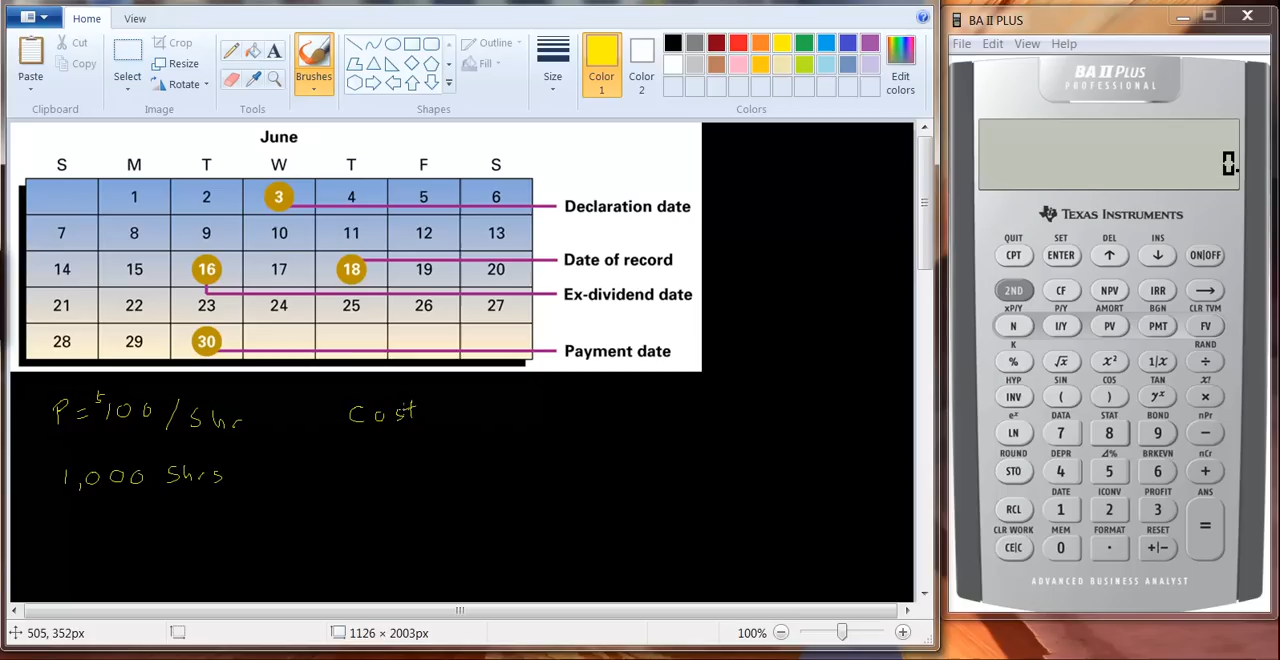 Home
View
Paste
Cut
Copy
Clipboard
Select
Crop
Resize
Rotate
Image
Tools
Brushes
Outline
Fill
Shapes
Size
Color 1
Color 2
Edit colors
Colors
June
S M T W T F S
1 2 3 4 5 6
7 8 9 10 11 12 13
14 15 16 17 18 19 20
21 22 23 24 25 26 27
28 29 30
Declaration date
Date of record
Ex-dividend date
Payment date
P = $100 / Shr
Cost
1,000 Shrs
505, 352px
1126 × 2003px
100%
BA II PLUS
File Edit View Help
BA II PLUS
PROFESSIONAL
0.
TEXAS INSTRUMENTS
QUIT SET DEL INS
CPT ENTER ↑ ↓ ON|OFF
2ND CF NPV IRR →
xP/Y P/Y AMORT BGN CLR TVM
N I/Y PV PMT FV
K RAND
% √x x² 1/x ÷
HYP SIN COS TAN x!
INV ( ) yˣ ×
eˣ DATA STAT BOND nPr
LN 7 8 9 −
ROUND DEPR Δ% BRKEVN nCr
STO 4 5 6 +
DATE ICONV PROFIT ANS
RCL 1 2 3 =
CLR WORK MEM FORMAT RESET
CE|C 0 . +|−
ADVANCED BUSINESS ANALYST